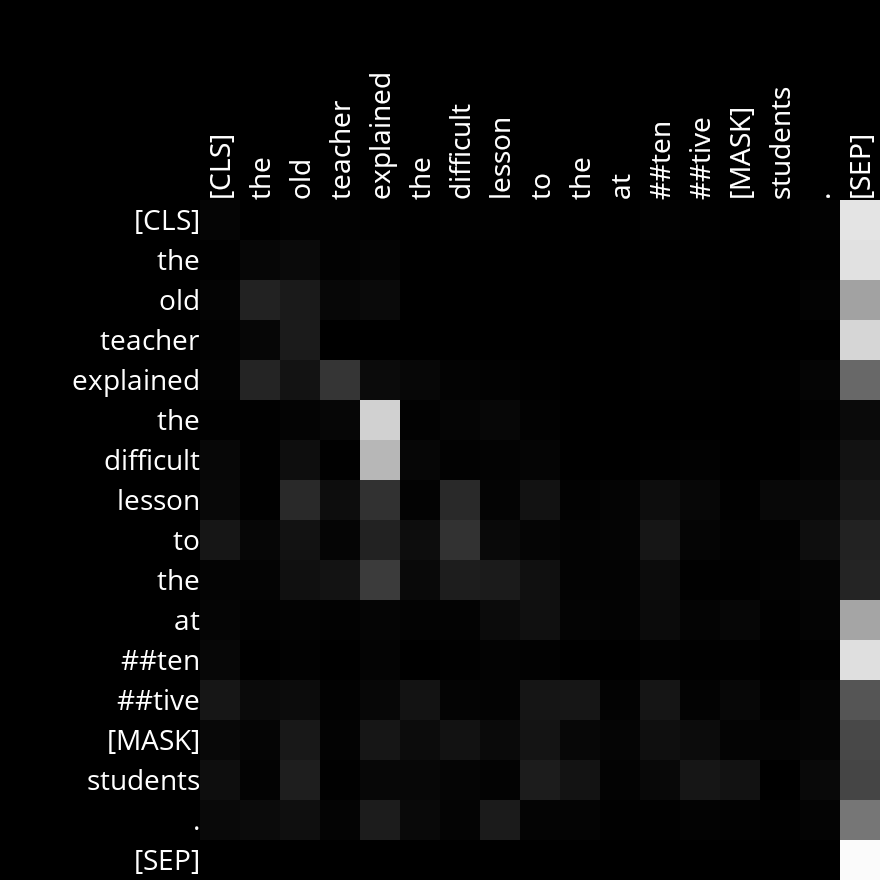 [CLS] the old teacher explained the difficult lesson to the at ##ten ##tive [MASK] students . [SEP]
[CLS]
the
old
teacher
explained
the
difficult
lesson
to
the
at
##ten
##tive
[MASK]
students
.
[SEP]